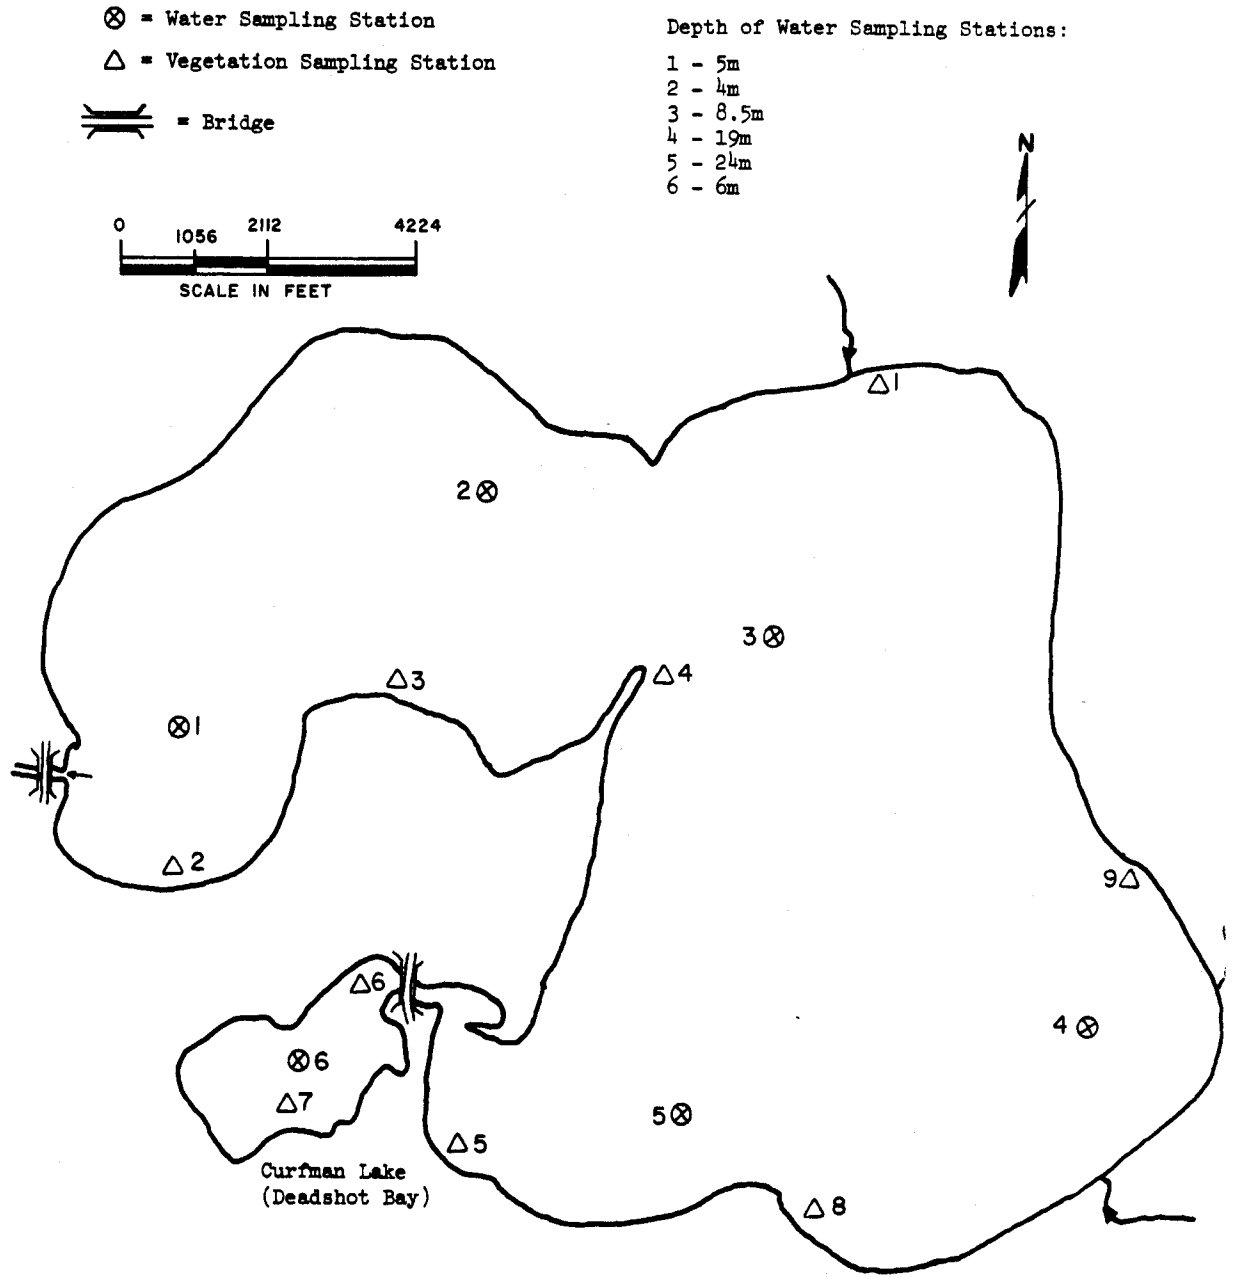 ⊗ = Water Sampling Station
△ = Vegetation Sampling Station
= Bridge
Depth of Water Sampling Stations:
1 - 5m
2 - 4m
3 - 8.5m
4 - 19m
5 - 24m
6 - 6m
N
0 1056 2112 4224
SCALE IN FEET
1
2
3
3
4
1
2
9
6
4
6
7
5
5
8
Curfman Lake
(Deadshot Bay)